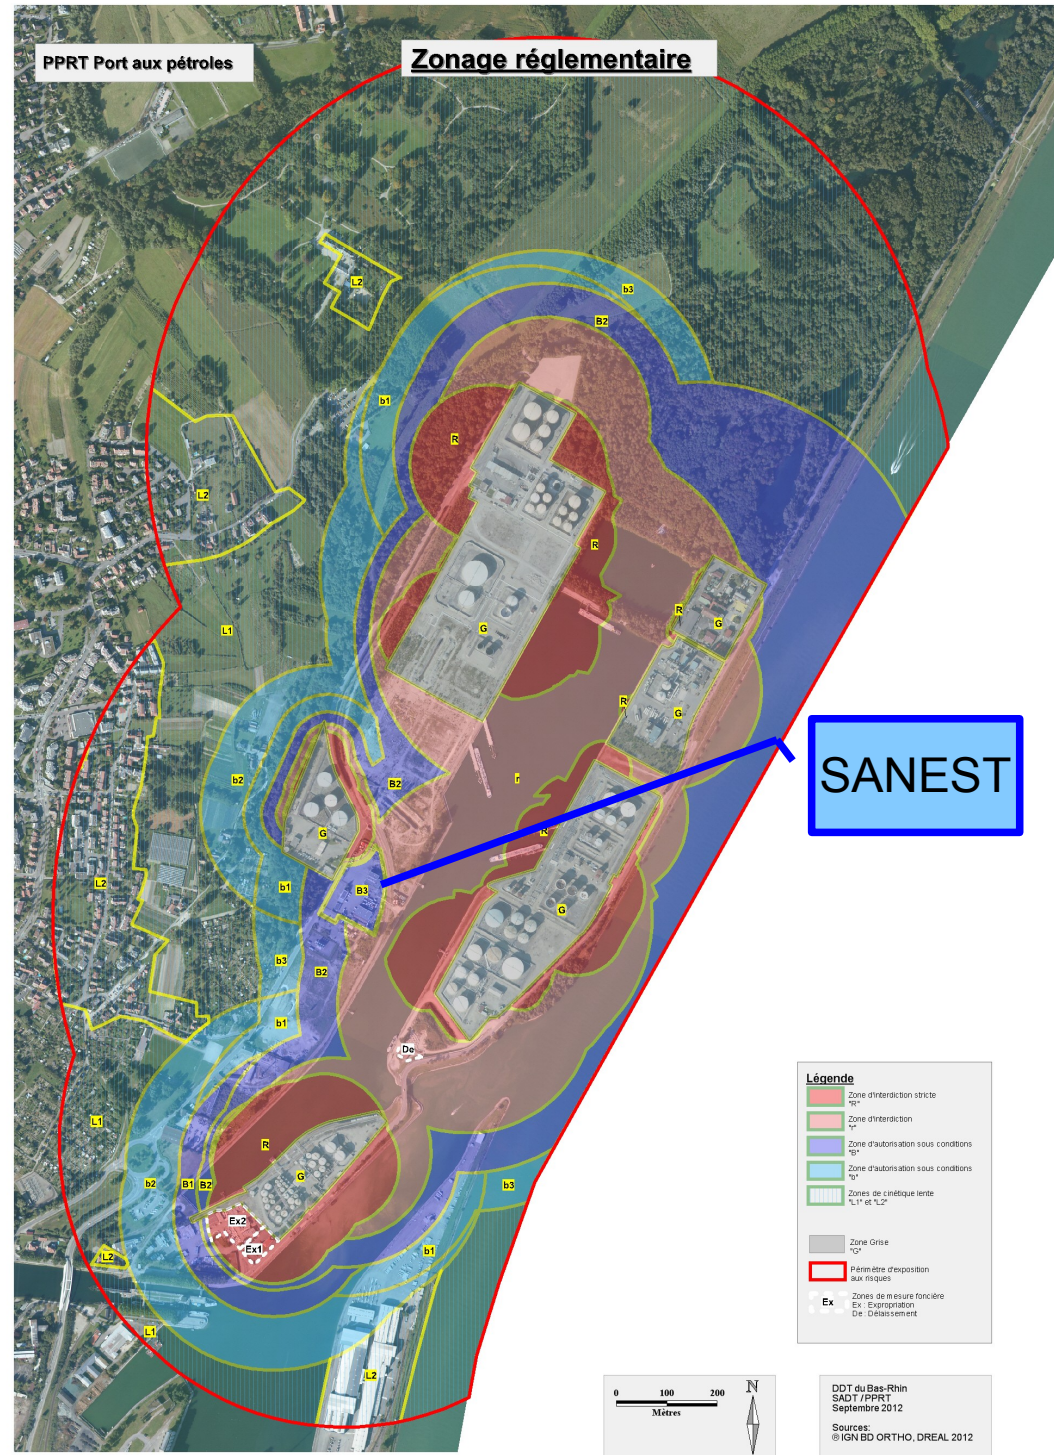 PPRT Port aux pétroles
Zonage réglementaire
L2
b3
B2
b1
R
L2
R
R
G
G
L1
R
G
b2
B2
r
R
G
L2
b1
B3
G
b3
B2
b1
De
L1
R
b2
B1
B2
G
b3
Ex2
Ex1
b1
L2
L1
L2
SANEST
Légende
Zone d'interdiction stricte
"R"
Zone d'interdiction
"r"
Zone d'autorisation sous conditions
"B"
Zone d'autorisation sous conditions
"b"
Zones de cinétique lente
"L1" et "L2"
Zone Grise
"G"
Périmètre d'exposition
aux risques
Ex
Zones de mesure foncière
Ex : Expropriation
De : Délaissement
0 100 200
Mètres
N
DDT du Bas-Rhin
SADT / PPRT
Septembre 2012
Sources:
® IGN BD ORTHO, DREAL 2012